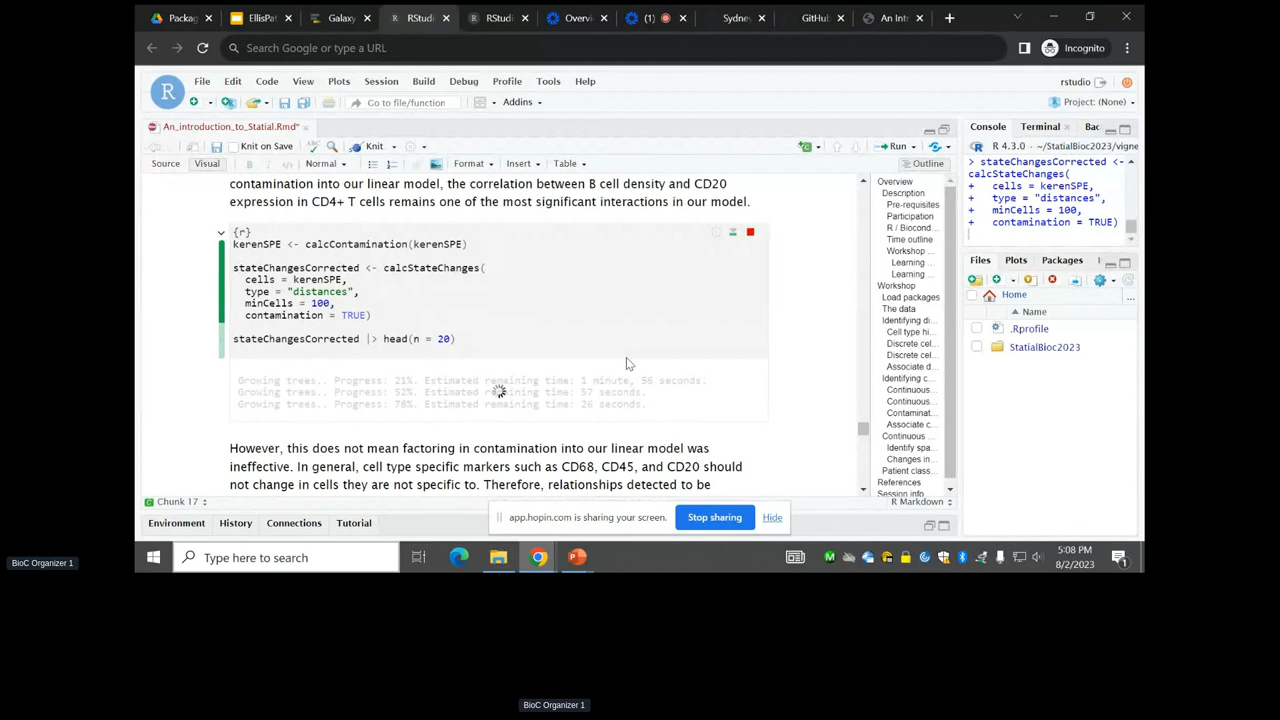 Packag
EllisPat
Galaxy
RStudi
RStudi
Overvi
(1)
Sydney
GitHub
An Intr
Search Google or type a URL
Incognito
R
File Edit Code View Plots Session Build Debug Profile Tools Help
rstudio
Go to file/function
Addins
Project: (None)
An_introduction_to_Statial.Rmd*
Console Terminal Bac
Knit on Save
Knit
Run
R 4.3.0 · ~/StatialBioc2023/vigne
Source Visual
B
Normal
Format
Insert
Table
Outline
contamination into our linear model, the correlation between B cell density and CD20
expression in CD4+ T cells remains one of the most significant interactions in our model.
{r}
kerenSPE <- calcContamination(kerenSPE)
stateChangesCorrected <- calcStateChanges(
cells = kerenSPE,
type = "distances",
minCells = 100,
contamination = TRUE)
stateChangesCorrected |> head(n = 20)
Growing trees.. Progress: 21%. Estimated remaining time: 1 minute, 56 seconds.
Growing trees.. Progress: 52%. Estimated remaining time: 57 seconds.
Growing trees.. Progress: 78%. Estimated remaining time: 26 seconds.
However, this does not mean factoring in contamination into our linear model was
ineffective. In general, cell type specific markers such as CD68, CD45, and CD20 should
not change in cells they are not specific to. Therefore, relationships detected to be
Overview
Description
Pre-requisites
Participation
R / Biocond...
Time outline
Workshop ...
Learning ...
Learning ...
Workshop
Load packages
The data
Identifying di...
Cell type hi...
Discrete cel...
Discrete cel...
Associate d...
Identifying c...
Continuous...
Continuous...
Contaminat...
Associate c...
Continuous ...
Identify spa...
Changes in...
Patient class...
References
Session info
> stateChangesCorrected <-
calcStateChanges(
+ cells = kerenSPE,
+ type = "distances",
+ minCells = 100,
+ contamination = TRUE)
Files Plots Packages
Home
...
Name
.Rprofile
StatialBioc2023
Chunk 17
R Markdown
Environment History Connections Tutorial
app.hopin.com is sharing your screen.
Stop sharing
Hide
Type here to search
5:08 PM
8/2/2023
1
BioC Organizer 1
BioC Organizer 1